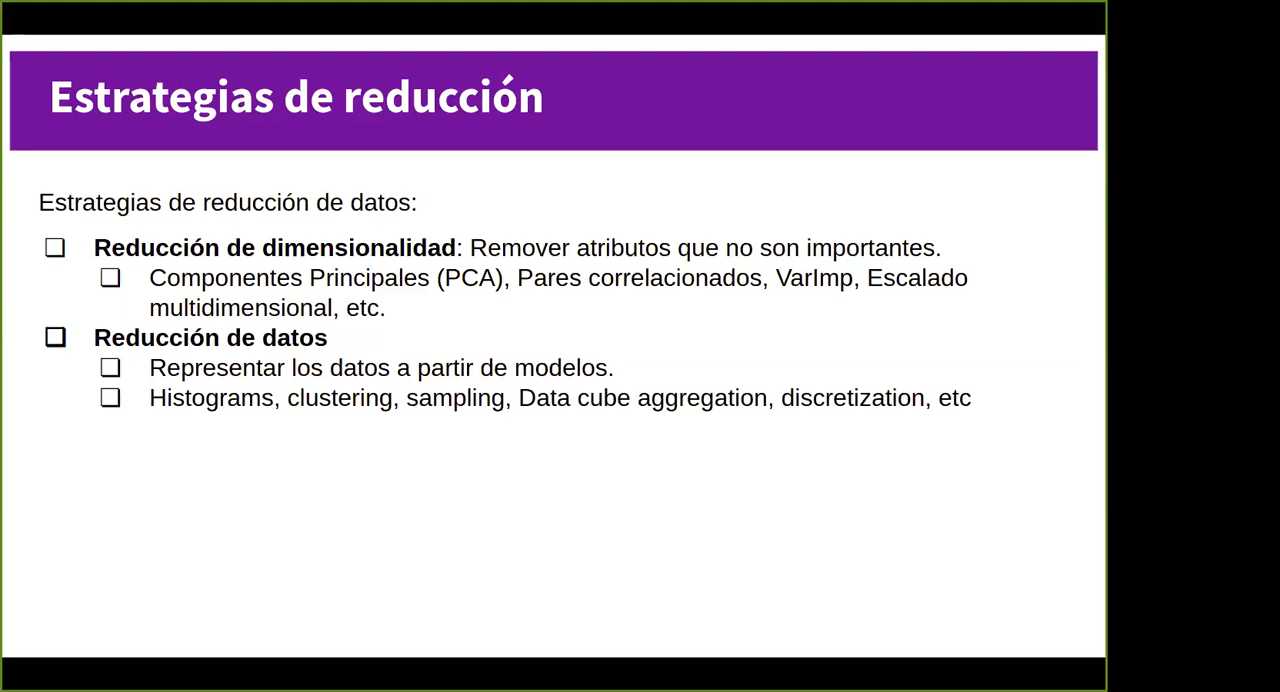 Estrategias de reducción
Estrategias de reducción de datos:
❏ Reducción de dimensionalidad: Remover atributos que no son importantes.
❏ Componentes Principales (PCA), Pares correlacionados, VarImp, Escalado
multidimensional, etc.
❏ Reducción de datos
❏ Representar los datos a partir de modelos.
❏ Histograms, clustering, sampling, Data cube aggregation, discretization, etc